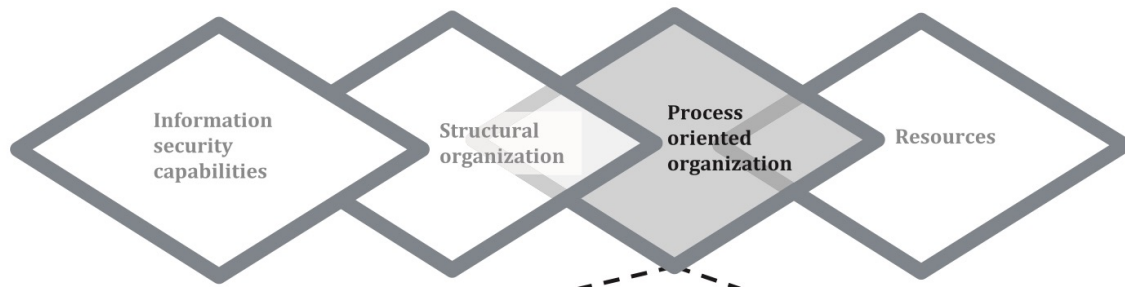 Information
security
capabilities
Structural
organization
Process
oriented
organization
Resources